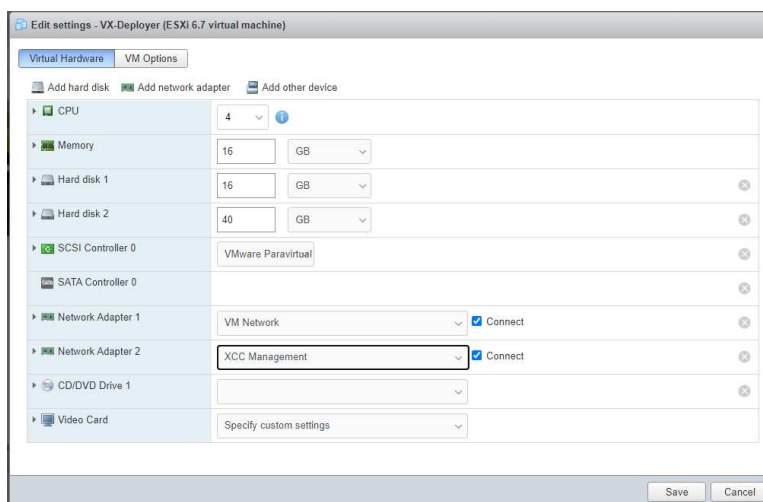 Edit settings - VX-Deployer (ESXi 6.7 virtual machine)
Virtual Hardware VM Options
Add hard disk Add network adapter Add other device
CPU 4
Memory 16 GB
Hard disk 1 16 GB
Hard disk 2 40 GB
SCSI Controller 0 VMware Paravirtual
SATA Controller 0
Network Adapter 1 VM Network Connect
Network Adapter 2 XCC Management Connect
CD/DVD Drive 1
Video Card Specify custom settings
Save Cancel